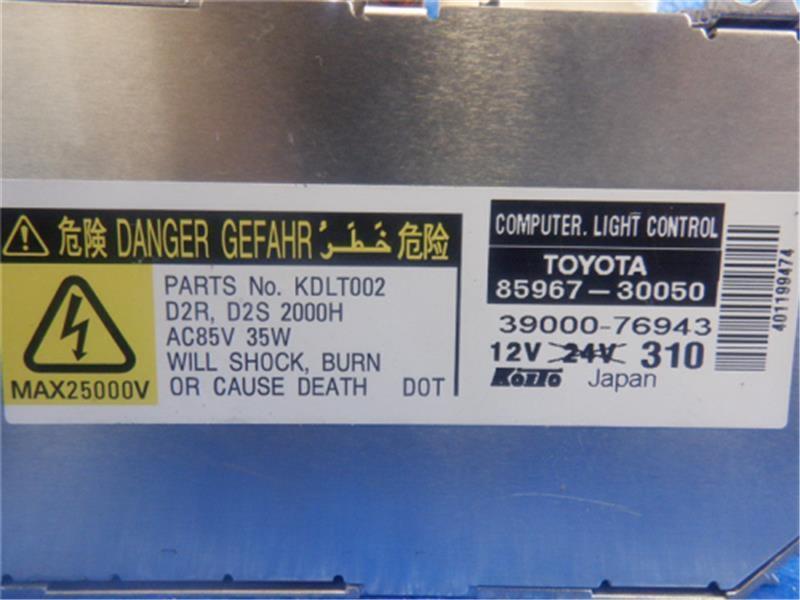 危険 DANGER GEFAHR خَطَرُ 危险
PARTS No. KDLT002
D2R, D2S 2000H
AC85V 35W
WILL SHOCK, BURN
OR CAUSE DEATH DOT
MAX25000V
COMPUTER. LIGHT CONTROL
TOYOTA
85967-30050
39000-76943
12V 24V 310
KOITO Japan
401199474